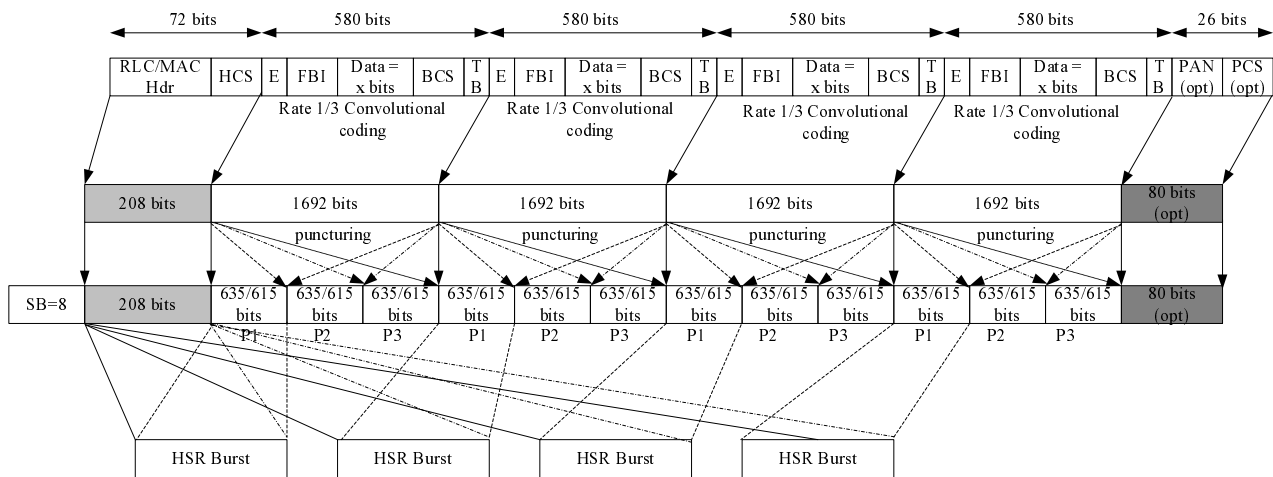 72 bits 580 bits 580 bits 580 bits 580 bits 26 bits
RLC/MAC Hdr HCS E FBI Data = x bits BCS TB E FBI Data = x bits BCS TB E FBI Data = x bits BCS TB E FBI Data = x bits BCS TB PAN (opt) PCS (opt)
Rate 1/3 Convolutional coding Rate 1/3 Convolutional coding Rate 1/3 Convolutional coding Rate 1/3 Convolutional coding
208 bits 1692 bits 1692 bits 1692 bits 1692 bits 80 bits (opt)
puncturing puncturing puncturing puncturing
SB=8 208 bits 635/615 bits 635/615 bits 635/615 bits 635/615 bits 635/615 bits 635/615 bits 635/615 bits 635/615 bits 635/615 bits 635/615 bits 635/615 bits 635/615 bits 80 bits (opt)
P1 P2 P3 P1 P2 P3 P1 P2 P3 P1 P2 P3
HSR Burst HSR Burst HSR Burst HSR Burst